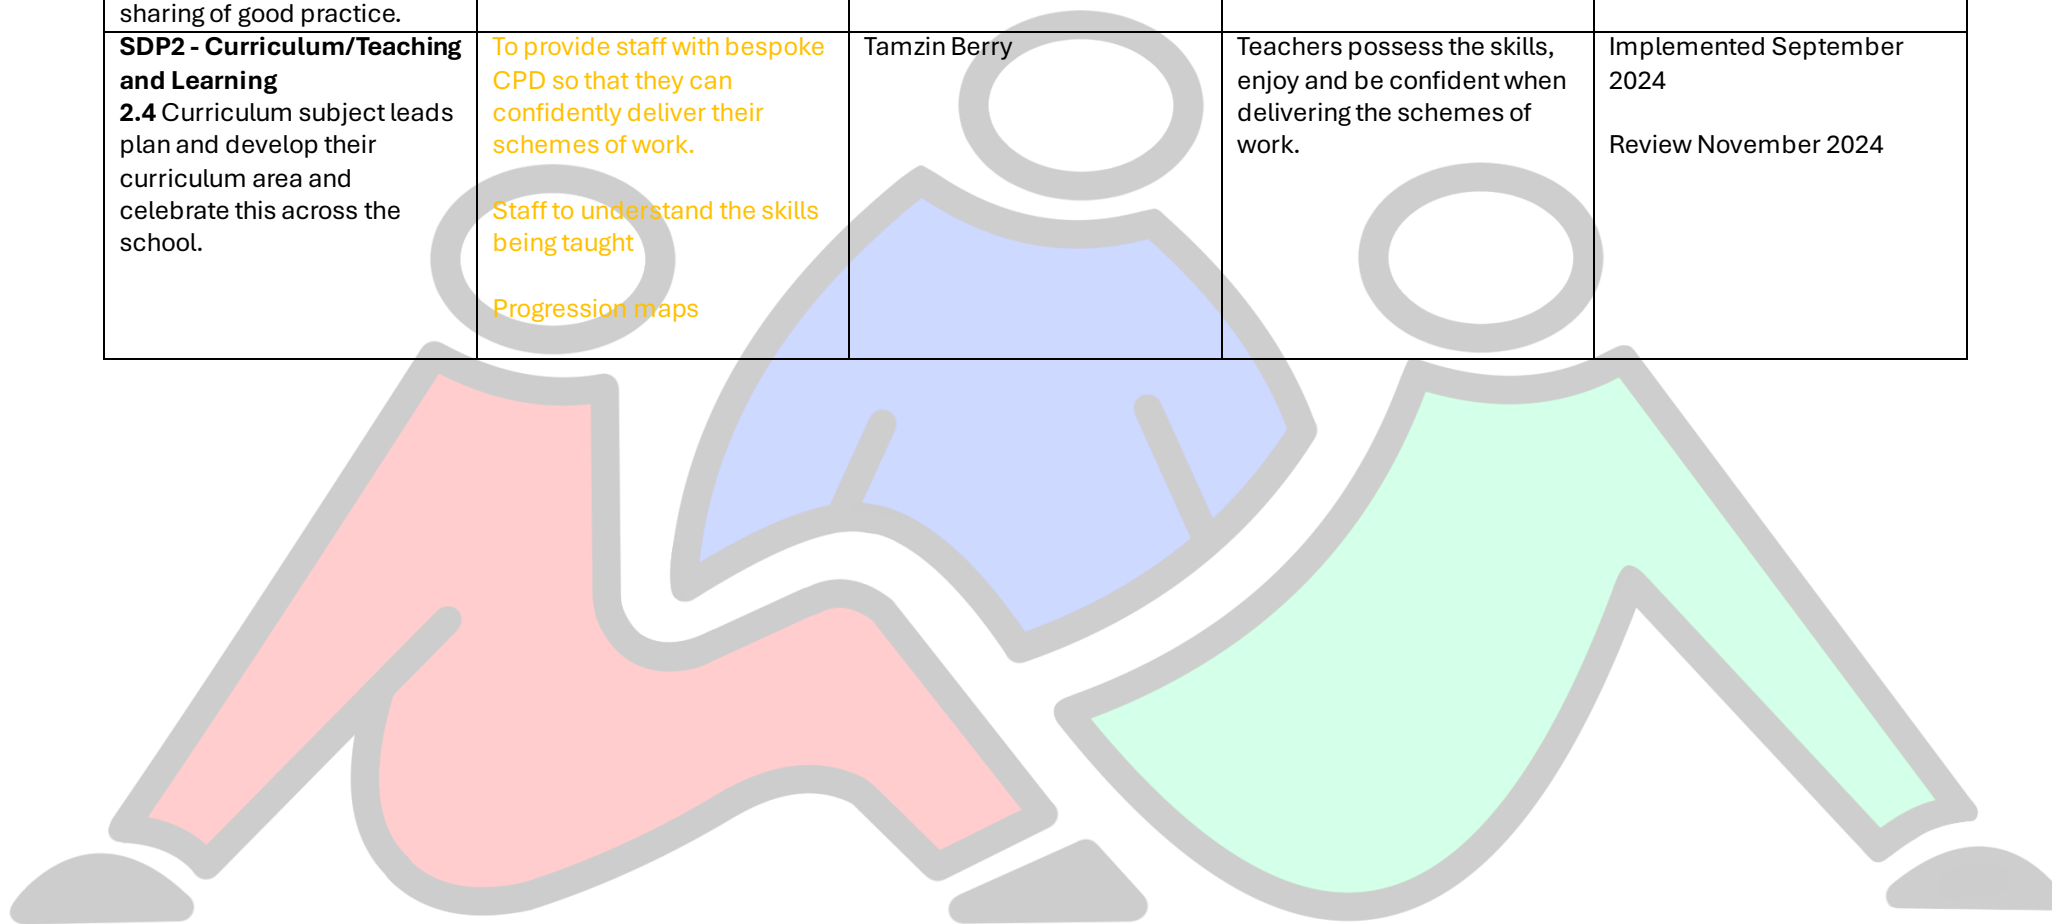 sharing of good practice.
SDP2 - Curriculum/Teaching
and Learning
2.4 Curriculum subject leads
plan and develop their
curriculum area and
celebrate this across the
school.
To provide staff with bespoke
CPD so that they can
confidently deliver their
schemes of work.
Staff to understand the skills
being taught
Progression maps
Tamzin Berry
Teachers possess the skills,
enjoy and be confident when
delivering the schemes of
work.
Implemented September
2024
Review November 2024